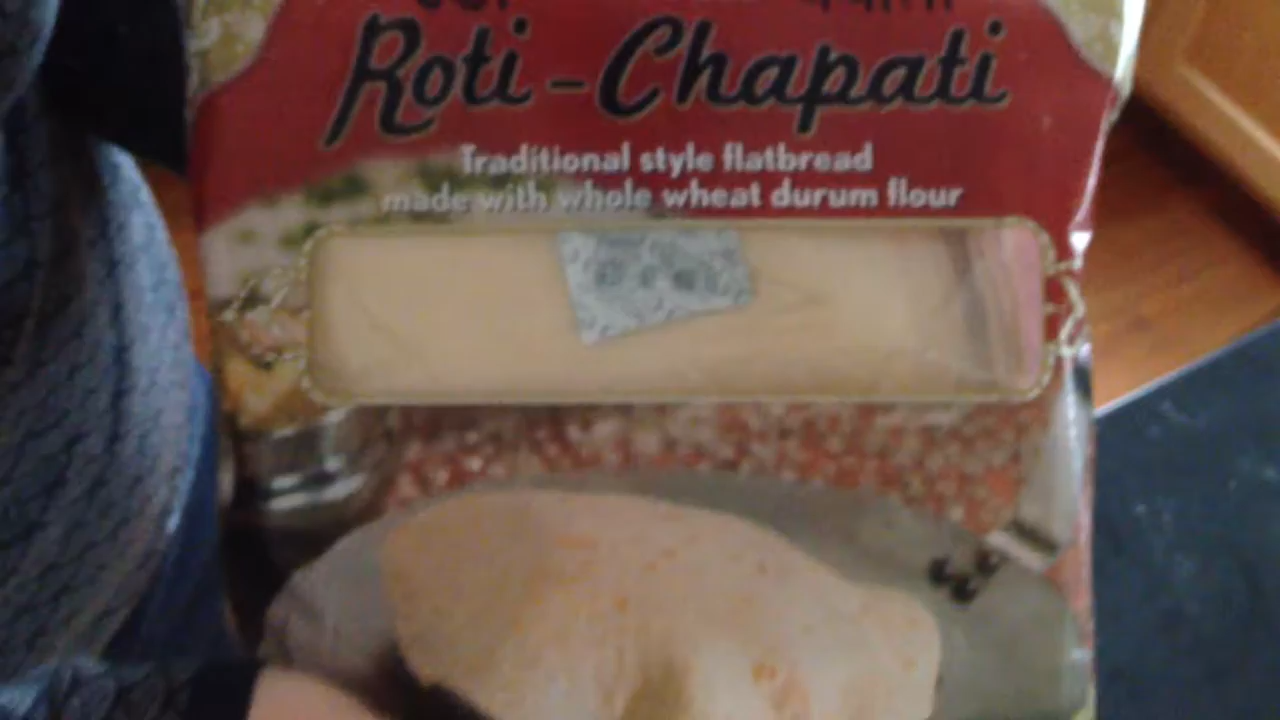 Roti - Chapati
Traditional style flatbread
made with whole wheat durum flour